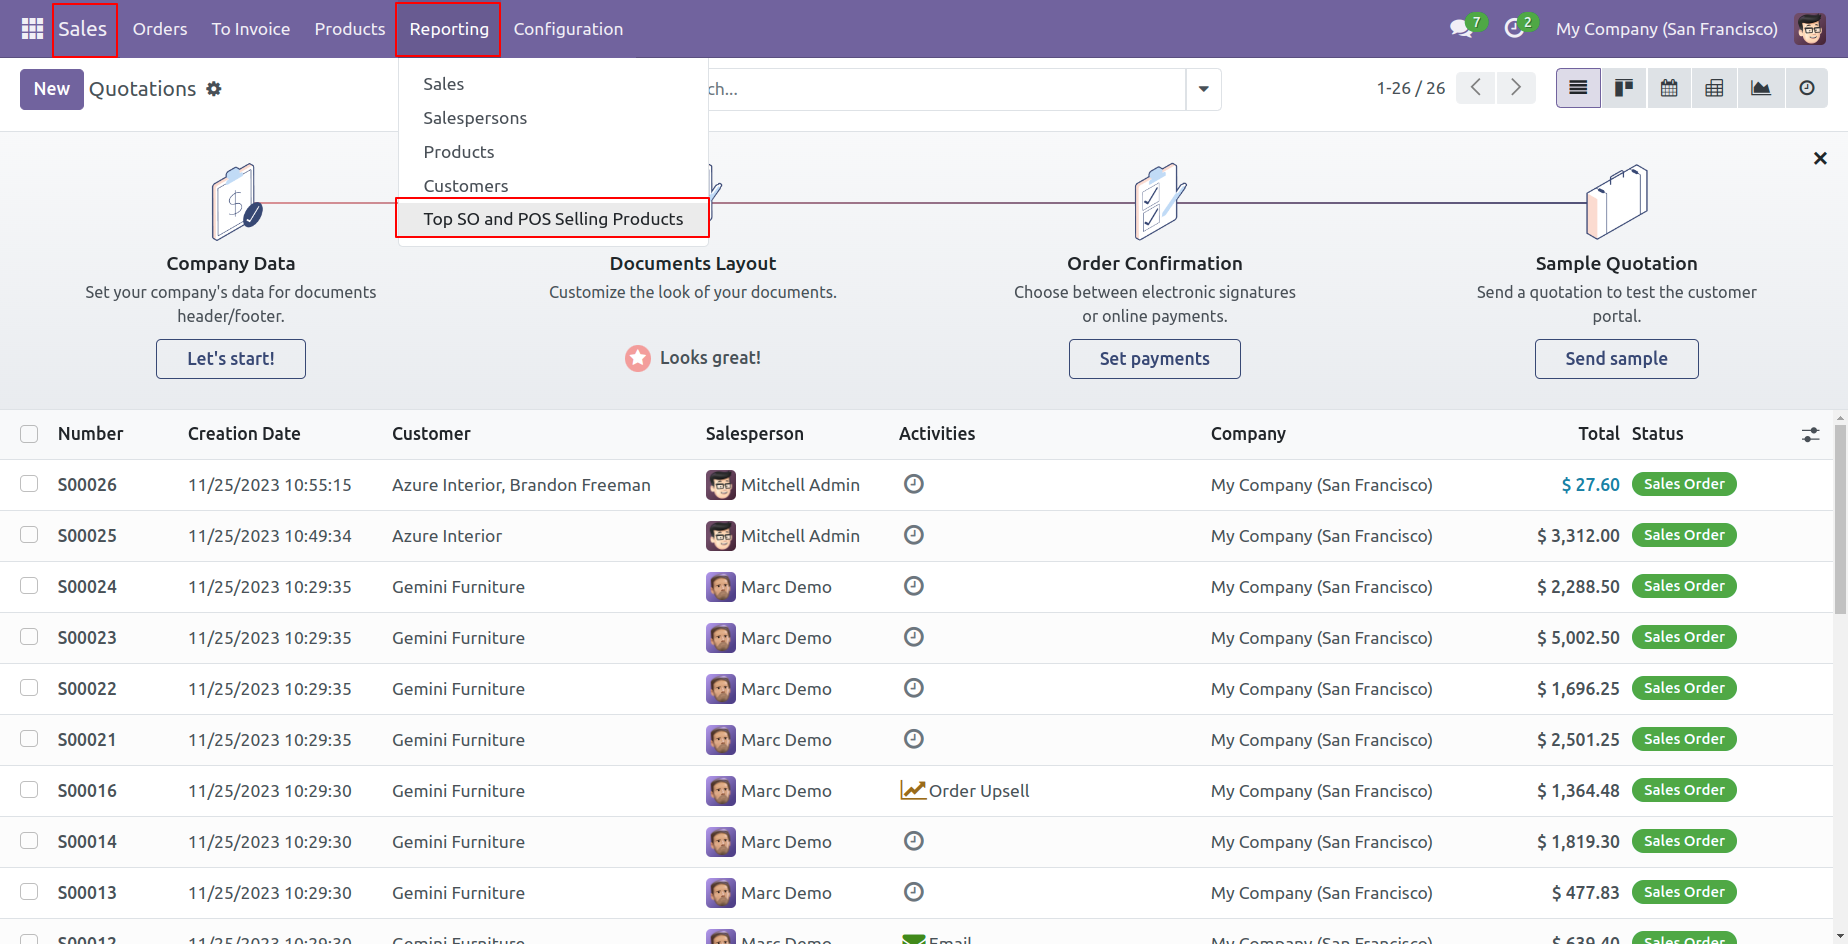 Sales Orders To Invoice Products Reporting Configuration 7 2 My Company (San Francisco)
New Quotations ch... 1-26 / 26
Sales
Salespersons
Products
Customers
Top SO and POS Selling Products
$
Company Data
Set your company's data for documents
header/footer.
Let's start!
Documents Layout
Customize the look of your documents.
Looks great!
Order Confirmation
Choose between electronic signatures
or online payments.
Set payments
Sample Quotation
Send a quotation to test the customer
portal.
Send sample
Number Creation Date Customer Salesperson Activities Company Total Status
S00026 11/25/2023 10:55:15 Azure Interior, Brandon Freeman Mitchell Admin My Company (San Francisco) $ 27.60 Sales Order
S00025 11/25/2023 10:49:34 Azure Interior Mitchell Admin My Company (San Francisco) $ 3,312.00 Sales Order
S00024 11/25/2023 10:29:35 Gemini Furniture Marc Demo My Company (San Francisco) $ 2,288.50 Sales Order
S00023 11/25/2023 10:29:35 Gemini Furniture Marc Demo My Company (San Francisco) $ 5,002.50 Sales Order
S00022 11/25/2023 10:29:35 Gemini Furniture Marc Demo My Company (San Francisco) $ 1,696.25 Sales Order
S00021 11/25/2023 10:29:35 Gemini Furniture Marc Demo My Company (San Francisco) $ 2,501.25 Sales Order
S00016 11/25/2023 10:29:30 Gemini Furniture Marc Demo Order Upsell My Company (San Francisco) $ 1,364.48 Sales Order
S00014 11/25/2023 10:29:30 Gemini Furniture Marc Demo My Company (San Francisco) $ 1,819.30 Sales Order
S00013 11/25/2023 10:29:30 Gemini Furniture Marc Demo My Company (San Francisco) $ 477.83 Sales Order
S00012 11/25/2023 10:29:30 Gemini Furniture Marc Demo Email My Company (San Francisco) $ 639.40 Sales Order